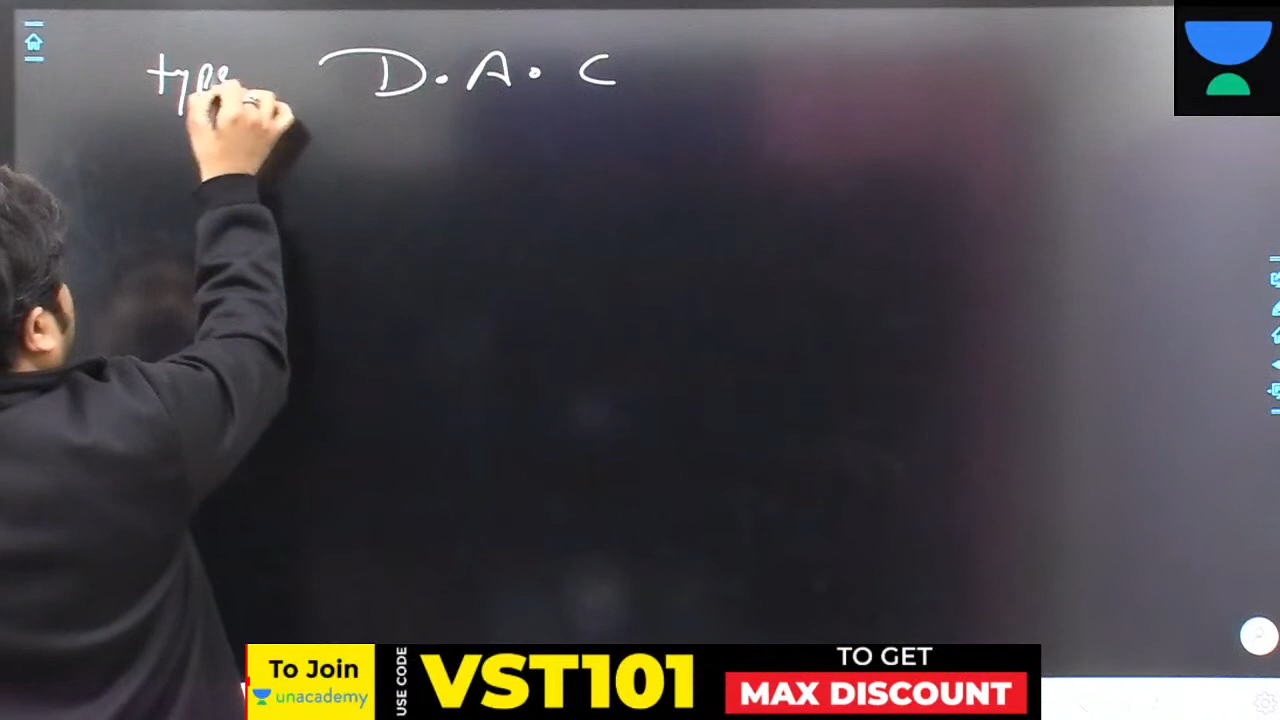 type D.A.C
To Join
unacademy
USE CODE
VST101
TO GET
MAX DISCOUNT